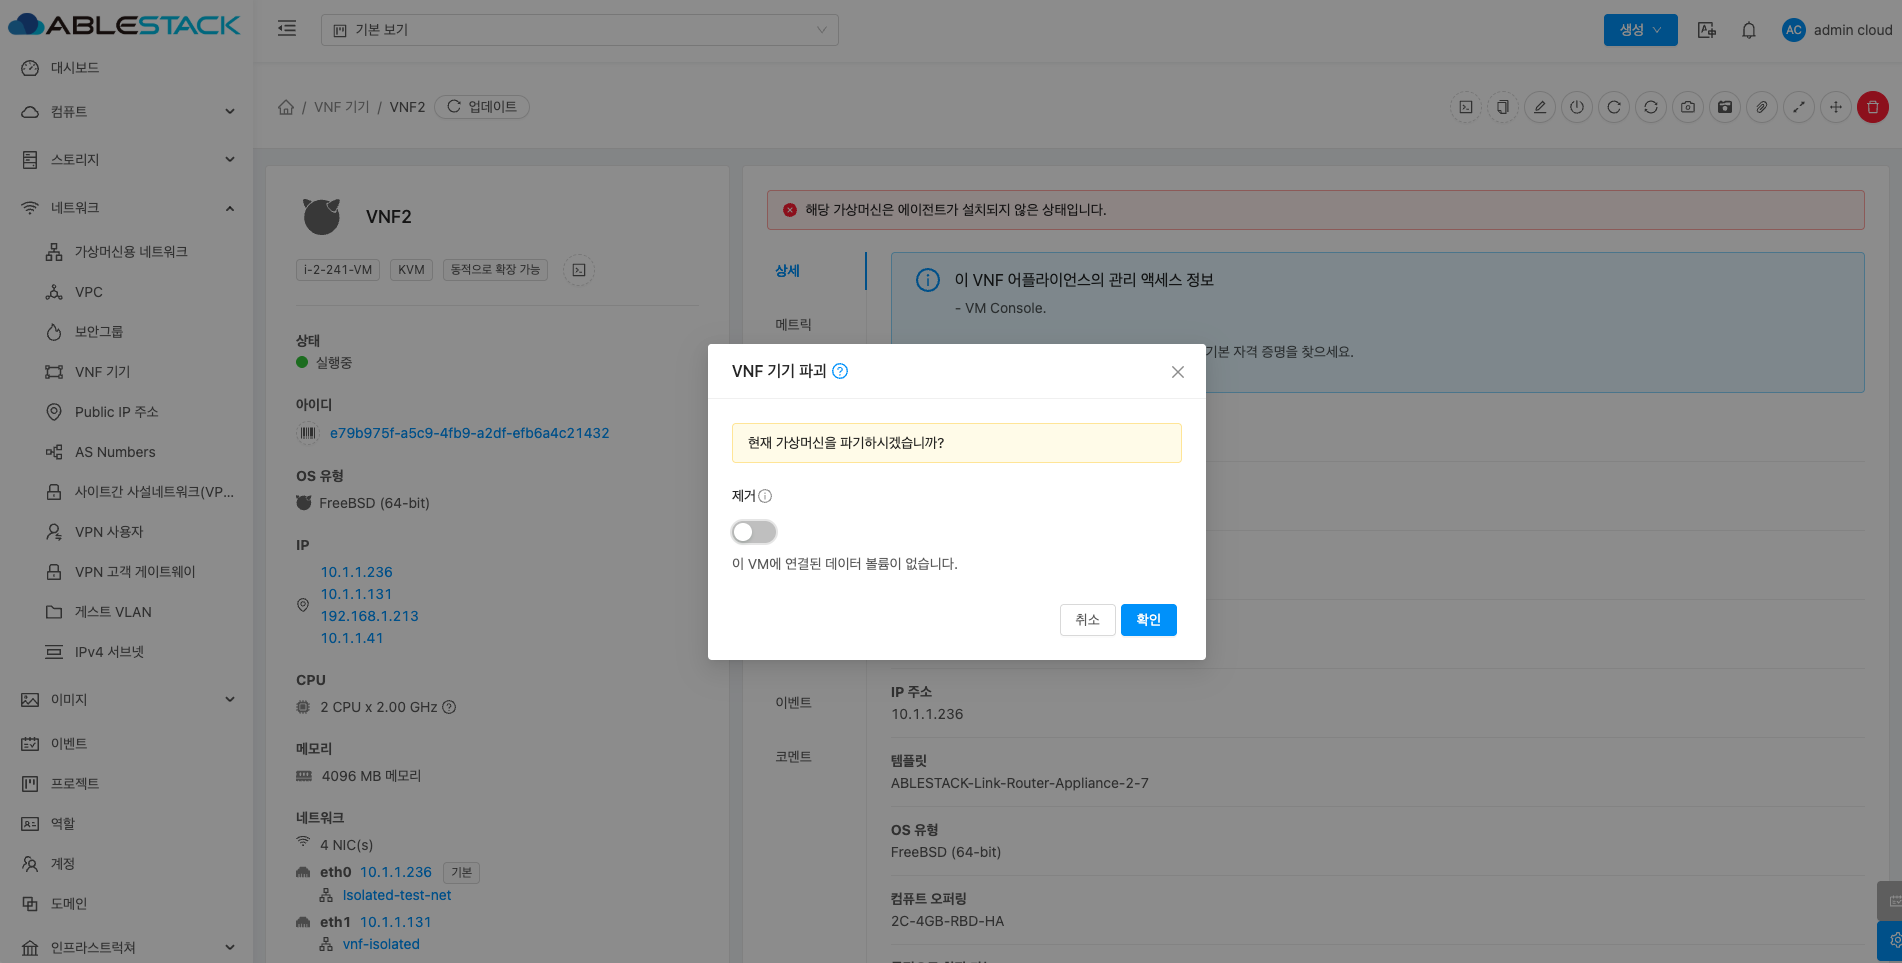 ABLESTACK
기본 보기
생성
AC
admin cloud
대시보드
컴퓨트
스토리지
네트워크
가상머신용 네트워크
VPC
보안그룹
VNF 기기
Public IP 주소
AS Numbers
사이트간 사설네트워크(VP...
VPN 사용자
VPN 고객 게이트웨이
게스트 VLAN
IPv4 서브넷
이미지
이벤트
프로젝트
역할
계정
도메인
인프라스트럭쳐
/ VNF 기기 / VNF2
업데이트
VNF2
i-2-241-VM
KVM
동적으로 확장 가능
상태
실행중
아이디
e79b975f-a5c9-4fb9-a2df-efb6a4c21432
OS 유형
FreeBSD (64-bit)
IP
10.1.1.236
10.1.1.131
192.168.1.213
10.1.1.41
CPU
2 CPU x 2.00 GHz
메모리
4096 MB 메모리
네트워크
4 NIC(s)
eth0 10.1.1.236 기본
Isolated-test-net
eth1 10.1.1.131
vnf-isolated
해당 가상머신은 에이전트가 설치되지 않은 상태입니다.
상세
메트릭
이벤트
코멘트
이 VNF 어플라이언스의 관리 액세스 정보
- VM Console.
기본 자격 증명을 찾으세요.
VNF 기기 파괴
현재 가상머신을 파기하시겠습니까?
제거
이 VM에 연결된 데이터 볼륨이 없습니다.
취소
확인
IP 주소
10.1.1.236
템플릿
ABLESTACK-Link-Router-Appliance-2-7
OS 유형
FreeBSD (64-bit)
컴퓨트 오퍼링
2C-4GB-RBD-HA